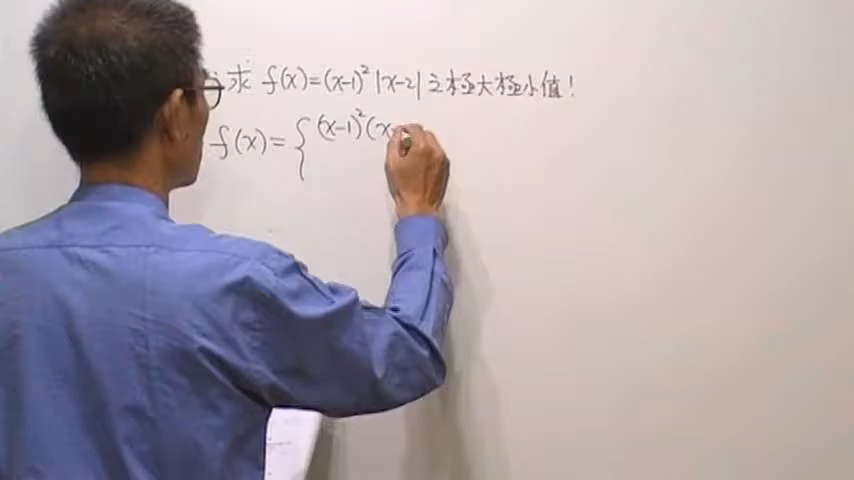 求 f(x)=(x-1)² |x-2| 之極大極小值!
f(x)= { (x-1)²(x-